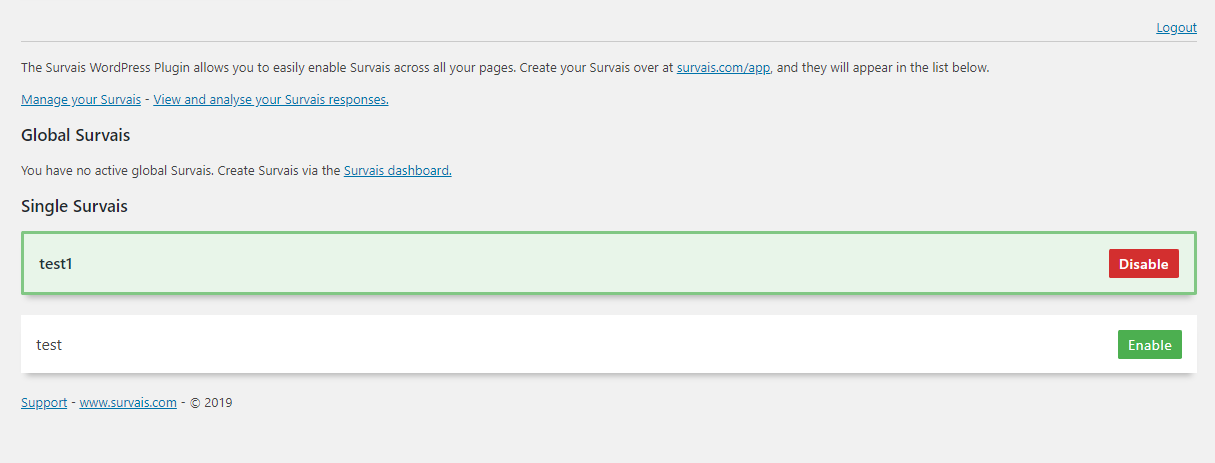 Logout
The Survais WordPress Plugin allows you to easily enable Survais across all your pages. Create your Survais over at survais.com/app, and they will appear in the list below.
Manage your Survais - View and analyse your Survais responses.
Global Survais
You have no active global Survais. Create Survais via the Survais dashboard.
Single Survais
test1 Disable
test Enable
Support - www.survais.com - © 2019